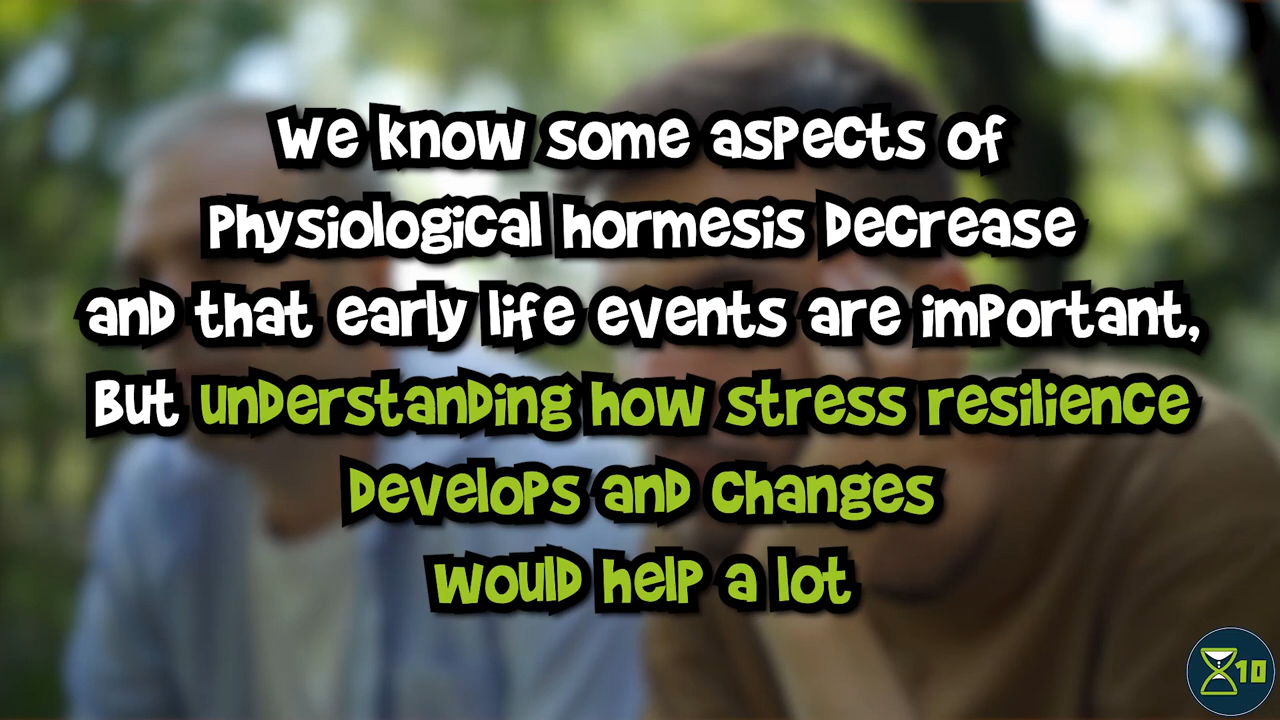 We know some aspects of
Physiological hormesis decrease
and that early life events are important,
But understanding how stress resilience
develops and changes
would help a lot
10